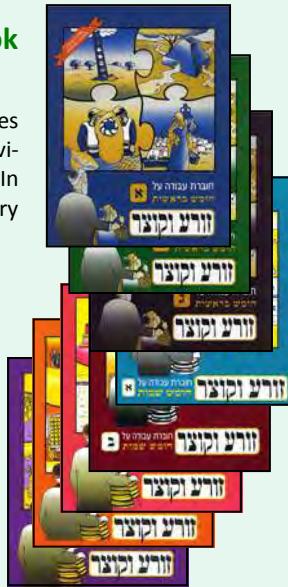 ok
es
vi-
In
ry
חוברת עבודה על
חומש בראשית
א
זורע וקוצר
חומש בראשית
זורע וקוצר
חומש בראשית
ב
זורע וקוצר
חוברת עבודה על
חומש שמות
א
זורע וקוצר
חוברת עבודה על
חומש שמות
ב
זורע וקוצר
זורע וקוצר
זורע וקוצר
זורע וקוצר